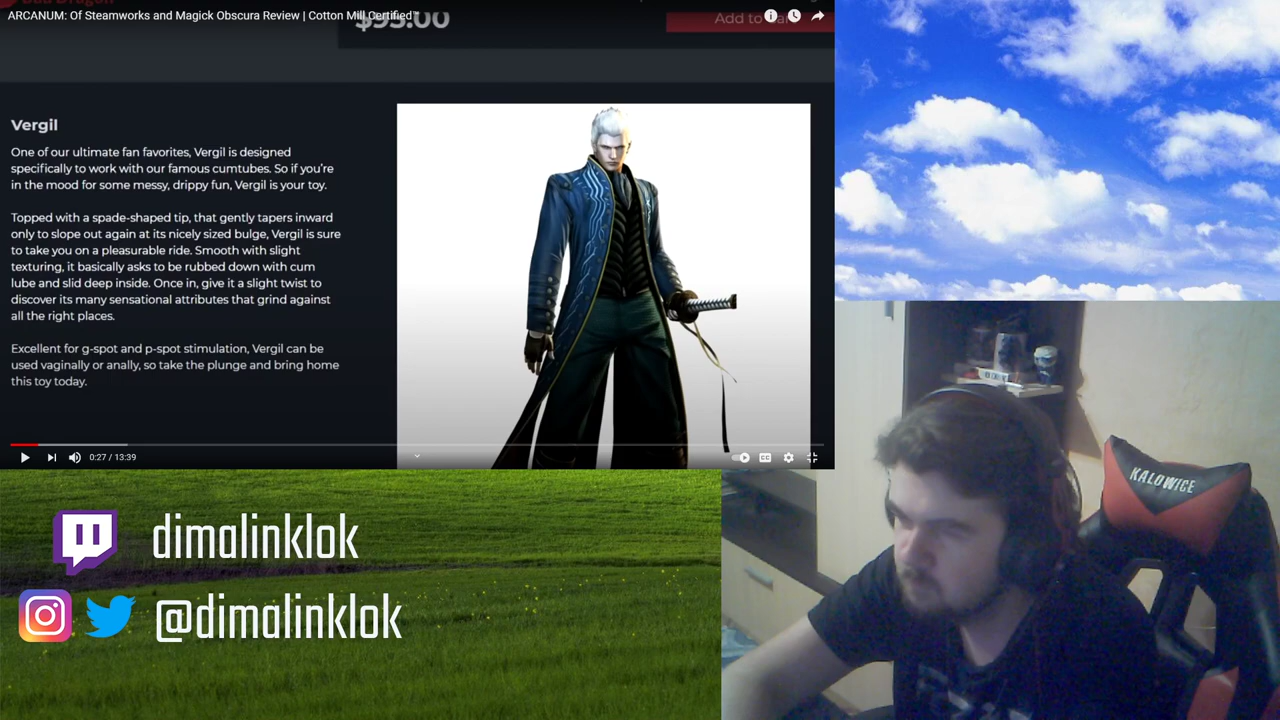 ARCANUM: Of Steamworks and Magick Obscura Review | Cotton Mill Certified
$95.00
Add to
Vergil
One of our ultimate fan favorites, Vergil is designed
specifically to work with our famous cumtubes. So if you're
in the mood for some messy, drippy fun, Vergil is your toy.
Topped with a spade-shaped tip, that gently tapers inward
only to slope out again at its nicely sized bulge, Vergil is sure
to take you on a pleasurable ride. Smooth with slight
texturing, it basically asks to be rubbed down with cum
lube and slid deep inside. Once in, give it a slight twist to
discover its many sensational attributes that grind against
all the right places.
Excellent for g-spot and p-spot stimulation, Vergil can be
used vaginally or anally, so take the plunge and bring home
this toy today.
0:27 / 13:39
CC
KALOWICE
dimalinklok
@dimalinklok